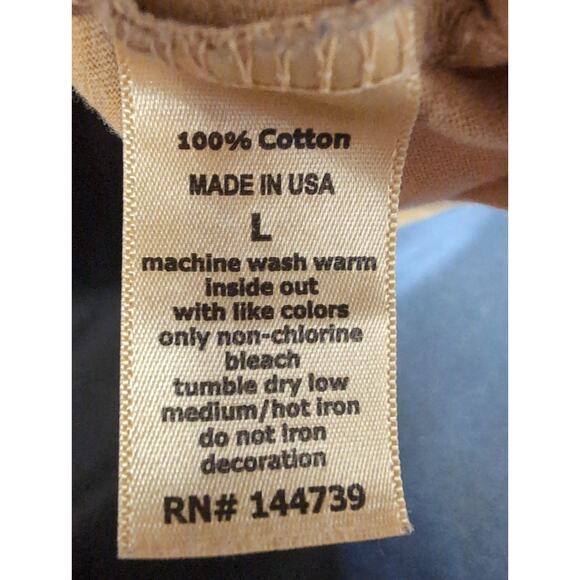 100% Cotton
MADE IN USA
L
machine wash warm
inside out
with like colors
only non-chlorine
bleach
tumble dry low
medium/hot iron
do not iron
decoration
RN# 144739